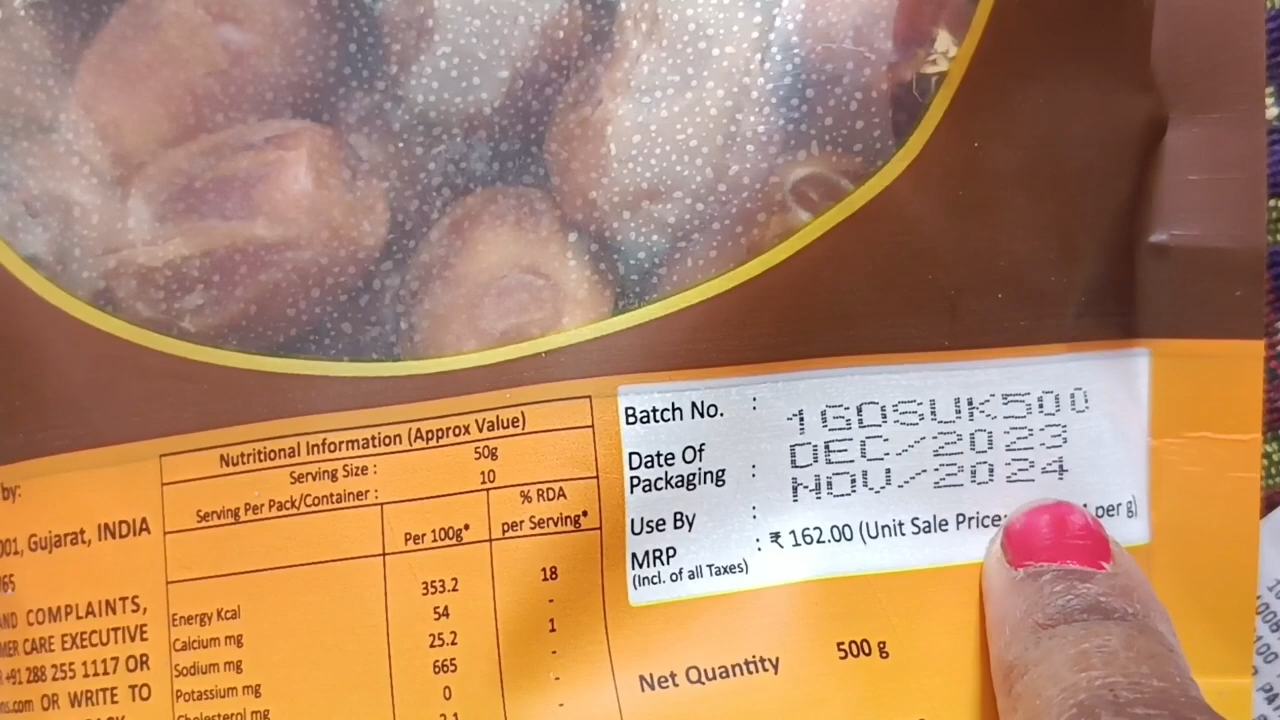 by:
001, Gujarat, INDIA
AND COMPLAINTS,
MER CARE EXECUTIVE
+91 288 255 1117 OR
OR WRITE TO
Nutritional Information (Approx Value)
Serving Size : 50g
Serving Per Pack/Container : 10
Per 100g* % RDA per Serving*
Energy Kcal 353.2 18
Calcium mg 54 -
Sodium mg 25.2 1
Potassium mg 665 -
Cholesterol mg 0 -
Batch No. : 1GDSUK500
Date Of
Packaging : DEC/2023
Use By : NOV/2024
MRP : ₹ 162.00 (Unit Sale Price: per g)
(Incl. of all Taxes)
Net Quantity 500 g